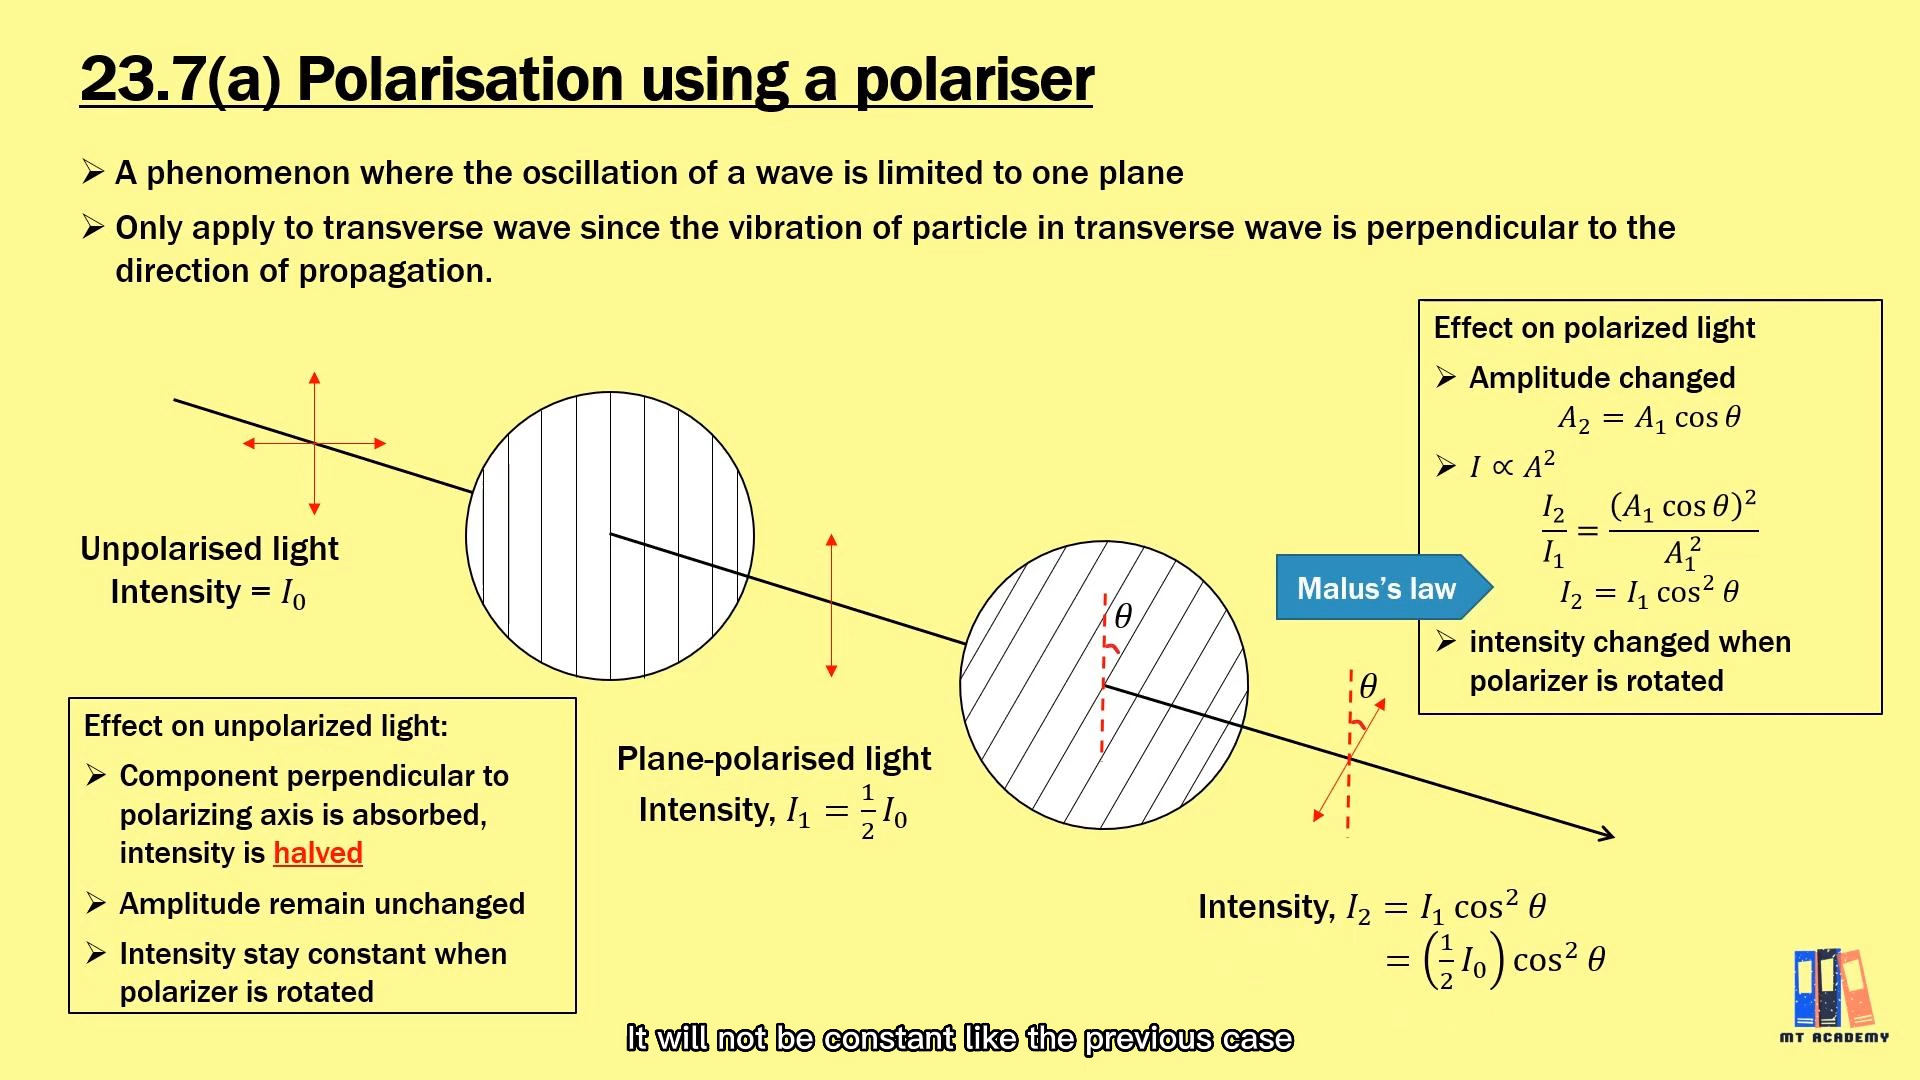 23.7(a) Polarisation using a polariser
➢ A phenomenon where the oscillation of a wave is limited to one plane
➢ Only apply to transverse wave since the vibration of particle in transverse wave is perpendicular to the
direction of propagation.
Unpolarised light
Intensity = I₀
Effect on unpolarized light:
➢ Component perpendicular to
polarizing axis is absorbed,
intensity is halved
➢ Amplitude remain unchanged
➢ Intensity stay constant when
polarizer is rotated
Plane-polarised light
Intensity, I₁ = 1/2 I₀
θ
θ
Malus's law
Effect on polarized light
➢ Amplitude changed
A₂ = A₁ cos θ
➢ I ∝ A²
I₂/I₁ = (A₁ cos θ)²/A₁²
I₂ = I₁ cos² θ
➢ intensity changed when
polarizer is rotated
Intensity, I₂ = I₁ cos² θ
= (1/2 I₀) cos² θ
It will not be constant like the previous case
MT ACADEMY